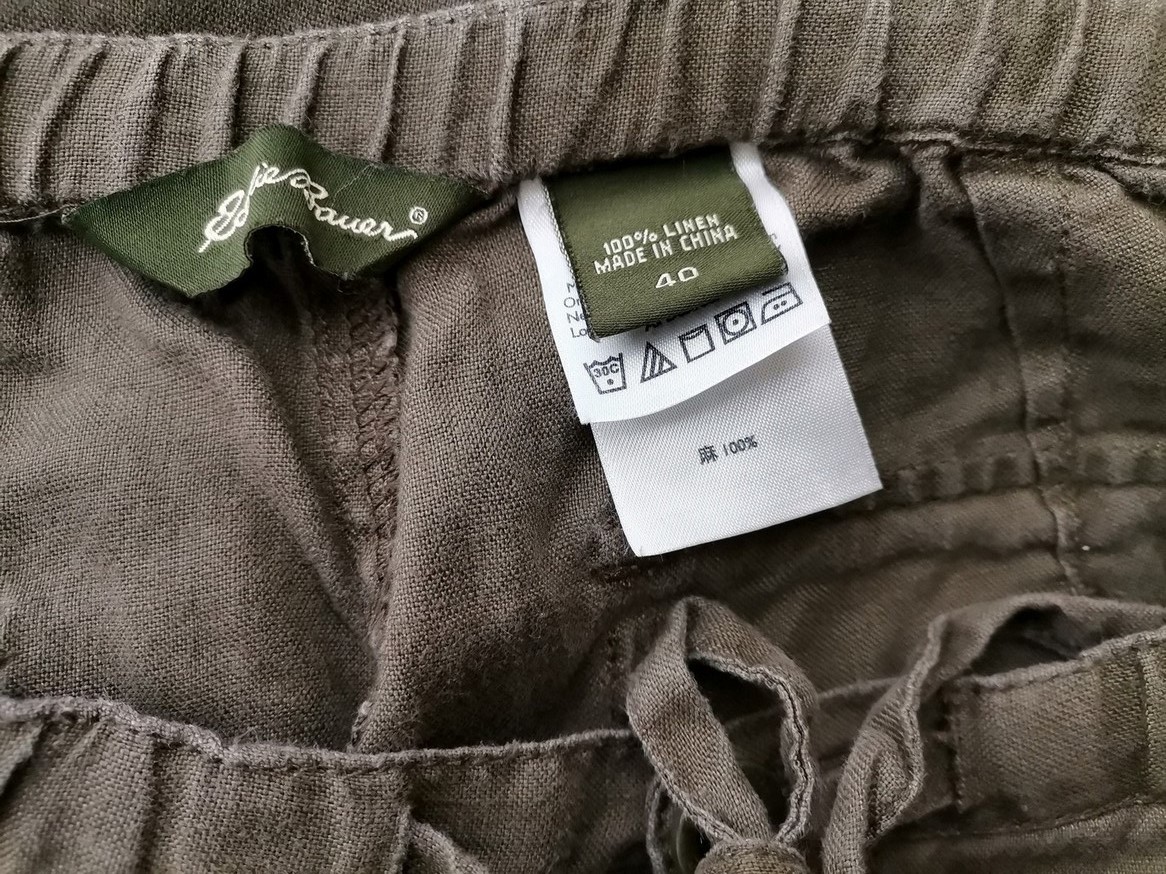 Eddie Bauer®
100% LINEN
MADE IN CHINA
40
30C
麻 100%